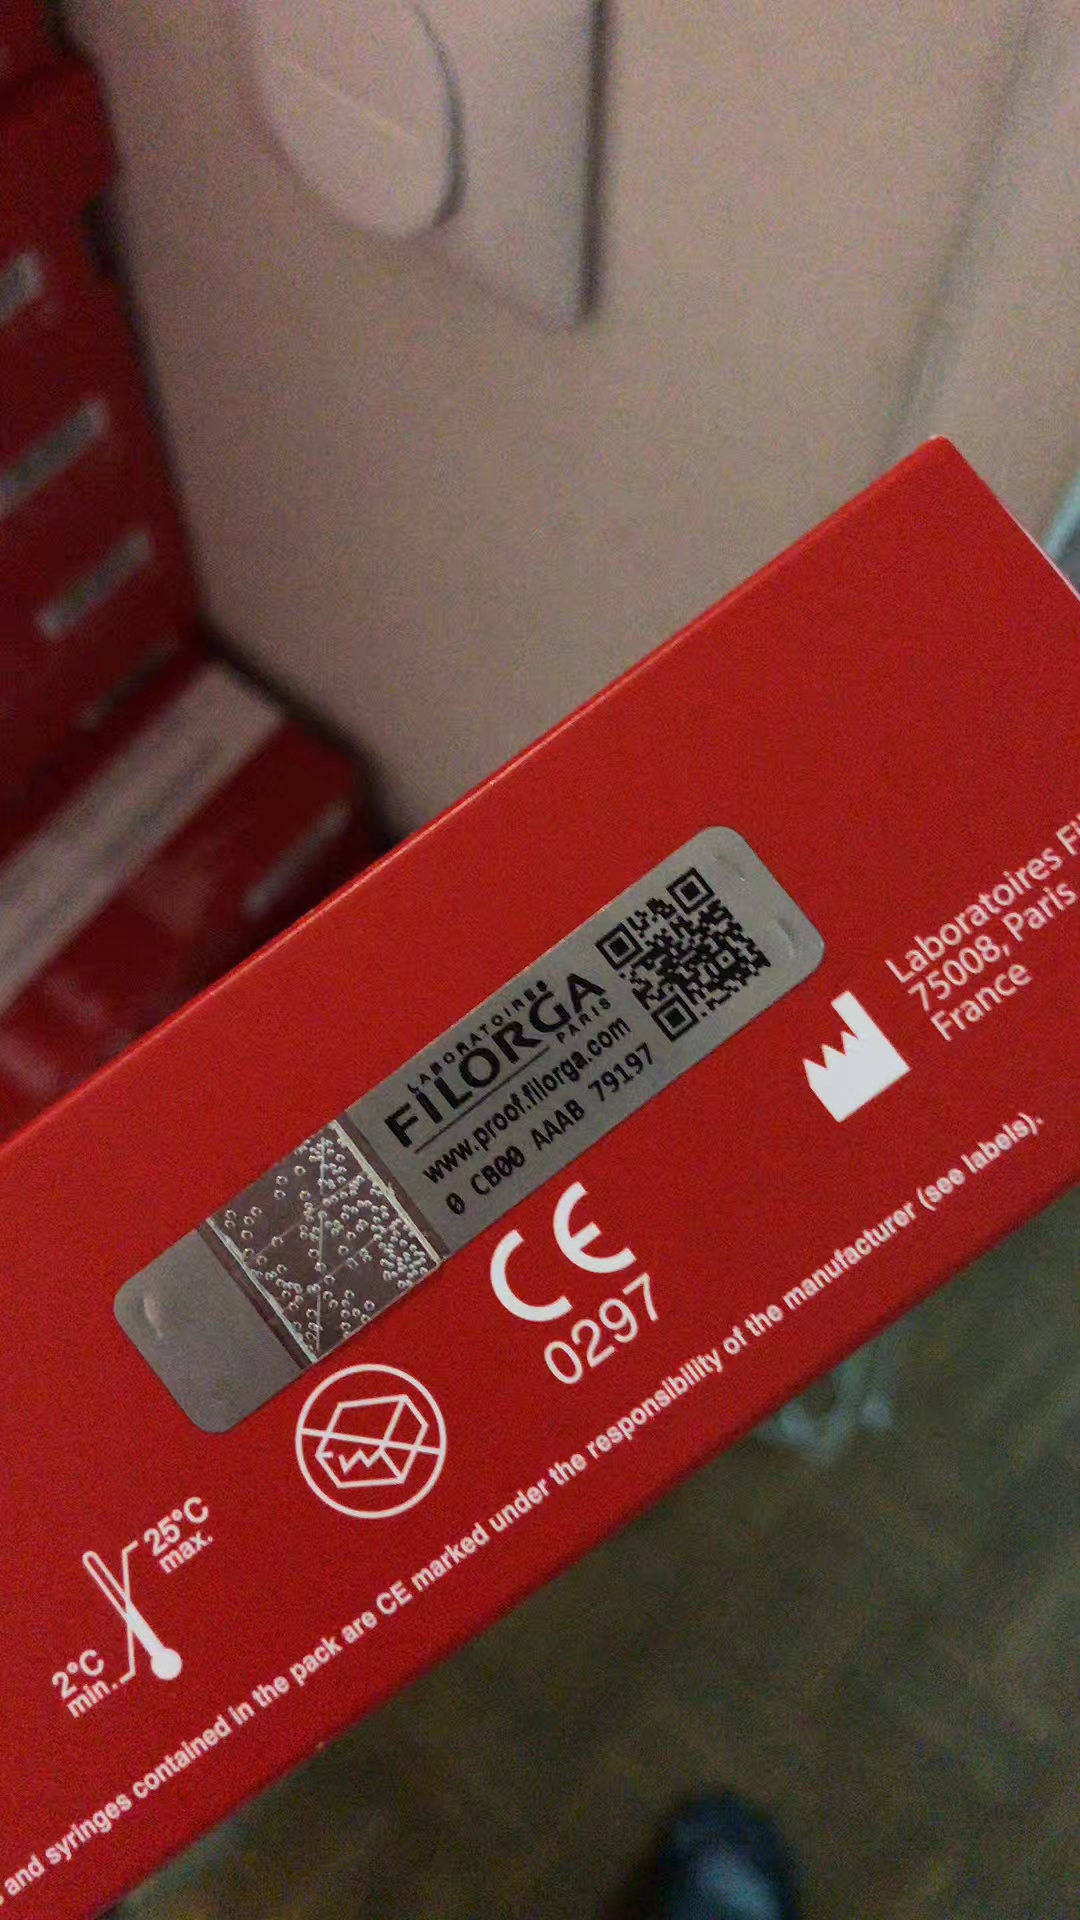 LABORATOIRES
FILORGA
PARIS
www.proof.filorga.com
0 CB00 AAAB 79197
Laboratoires
75008, Paris
France
CE
0297
25°C
max.
2°C
min.
and syringes contained in the pack are CE marked under the responsibility of the manufacturer (see labels).